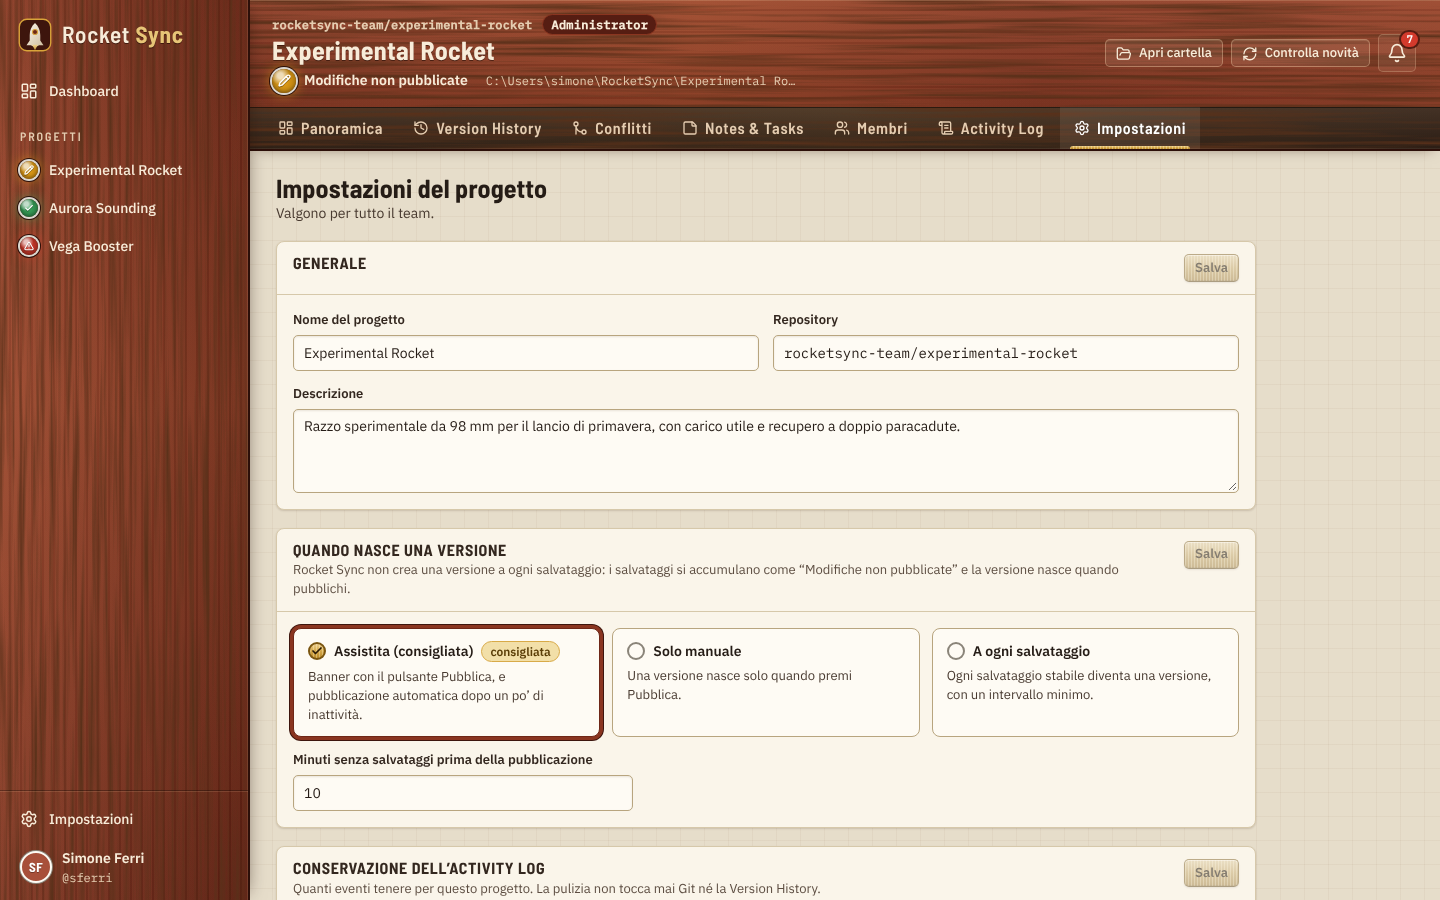 Rocket Sync
Dashboard
PROGETTI
Experimental Rocket
Aurora Sounding
Vega Booster
Impostazioni
SF
Simone Ferri
@sferri
rocketsync-team/experimental-rocket Administrator
Experimental Rocket
Modifiche non pubblicate C:\Users\simone\RocketSync\Experimental Ro…
Apri cartella
Controlla novità
7
Panoramica
Version History
Conflitti
Notes & Tasks
Membri
Activity Log
Impostazioni
Impostazioni del progetto
Valgono per tutto il team.
GENERALE
Salva
Nome del progetto
Experimental Rocket
Repository
rocketsync-team/experimental-rocket
Descrizione
Razzo sperimentale da 98 mm per il lancio di primavera, con carico utile e recupero a doppio paracadute.
QUANDO NASCE UNA VERSIONE
Rocket Sync non crea una versione a ogni salvataggio: i salvataggi si accumulano come “Modifiche non pubblicate” e la versione nasce quando
pubblichi.
Salva
Assistita (consigliata) consigliata
Banner con il pulsante Pubblica, e
pubblicazione automatica dopo un po’ di
inattività.
Solo manuale
Una versione nasce solo quando premi
Pubblica.
A ogni salvataggio
Ogni salvataggio stabile diventa una versione,
con un intervallo minimo.
Minuti senza salvataggi prima della pubblicazione
10
CONSERVAZIONE DELL’ACTIVITY LOG
Quanti eventi tenere per questo progetto. La pulizia non tocca mai Git né la Version History.
Salva